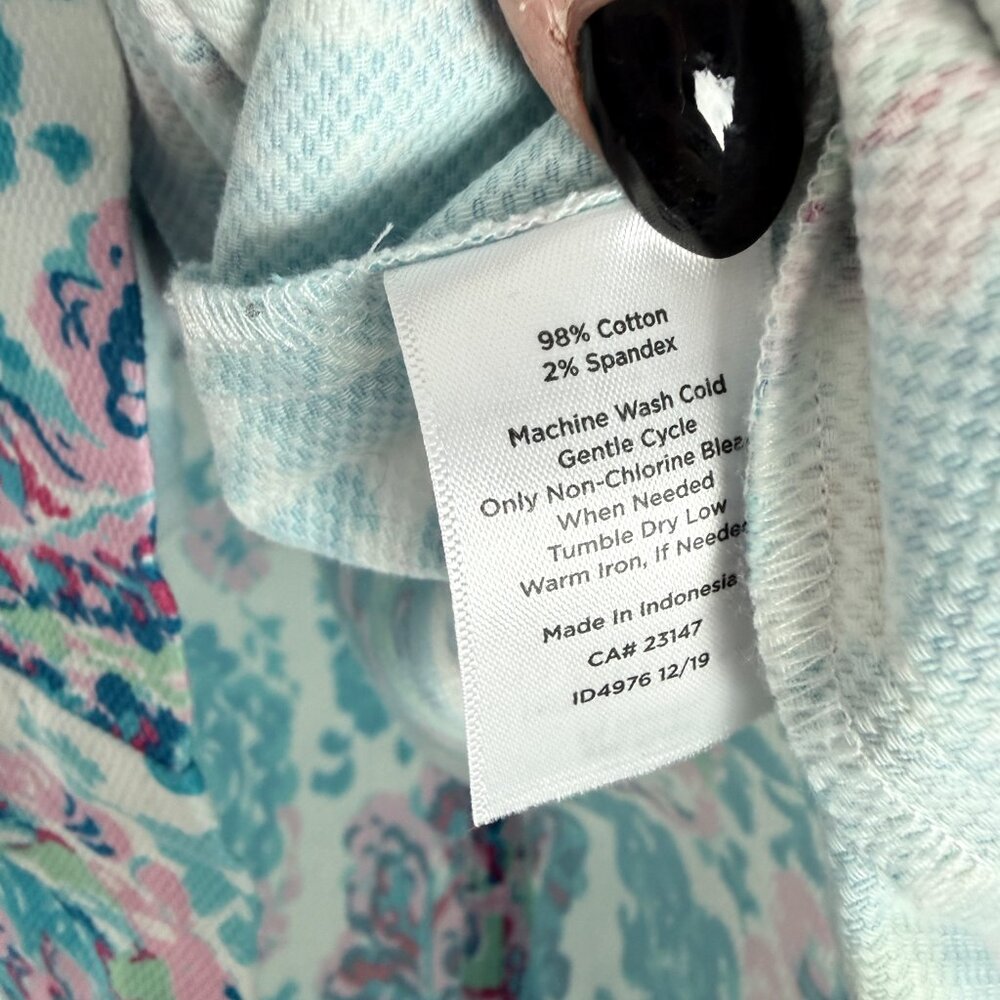 98% Cotton
2% Spandex
Machine Wash Cold
Gentle Cycle
Only Non-Chlorine
When Needed
Tumble Dry Low
Warm Iron, If
Made In Indonesia
CA# 23147
ID4976 12/19